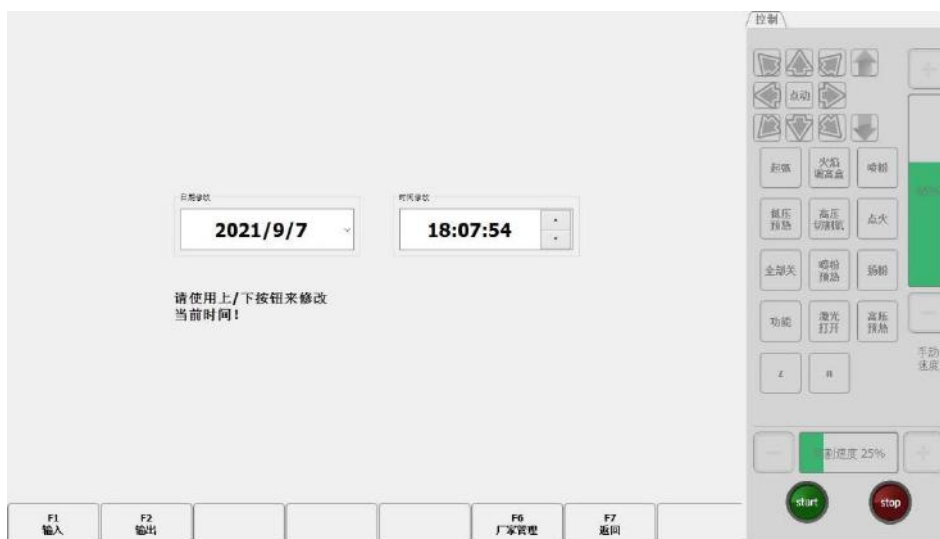 控制
点动
起弧
火焰
调高盒
喷粉
低压
预热
高压
切割氧
点火
全部关
喷粉
预热
扬粉
功能
激光
打开
高压
预热
手动
速度
日期修改
2021/9/7
时间修改
18:07:54
请使用上/下按钮来修改
当前时间!
割速度 25%
start
stop
F1
输入
F2
输出
F6
厂家管理
F7
返回